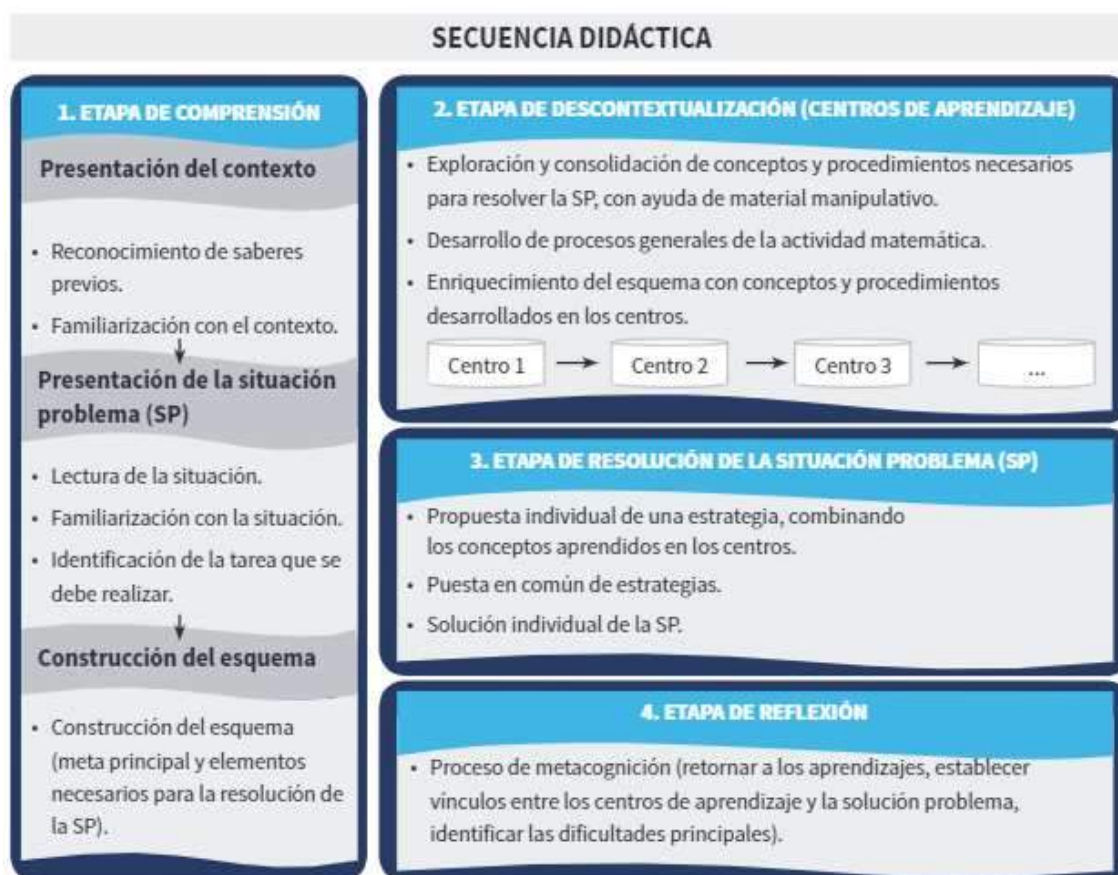 SECUENCIA DIDÁCTICA
1. ETAPA DE COMPRENSIÓN
Presentación del contexto
• Reconocimiento de saberes
previos.
• Familiarización con el contexto.
Presentación de la situación
problema (SP)
• Lectura de la situación.
• Familiarización con la situación.
• Identificación de la tarea que se
debe realizar.
Construcción del esquema
• Construcción del esquema
(meta principal y elementos
necesarios para la resolución de
la SP).
2. ETAPA DE DESCONTEXTUALIZACIÓN (CENTROS DE APRENDIZAJE)
• Exploración y consolidación de conceptos y procedimientos necesarios
para resolver la SP, con ayuda de material manipulativo.
• Desarrollo de procesos generales de la actividad matemática.
• Enriquecimiento del esquema con conceptos y procedimientos
desarrollados en los centros.
Centro 1 Centro 2 Centro 3 ...
3. ETAPA DE RESOLUCIÓN DE LA SITUACIÓN PROBLEMA (SP)
• Propuesta individual de una estrategia, combinando
los conceptos aprendidos en los centros.
• Puesta en común de estrategias.
• Solución individual de la SP.
4. ETAPA DE REFLEXIÓN
• Proceso de metacognición (retornar a los aprendizajes, establecer
vínculos entre los centros de aprendizaje y la solución problema,
identificar las dificultades principales).